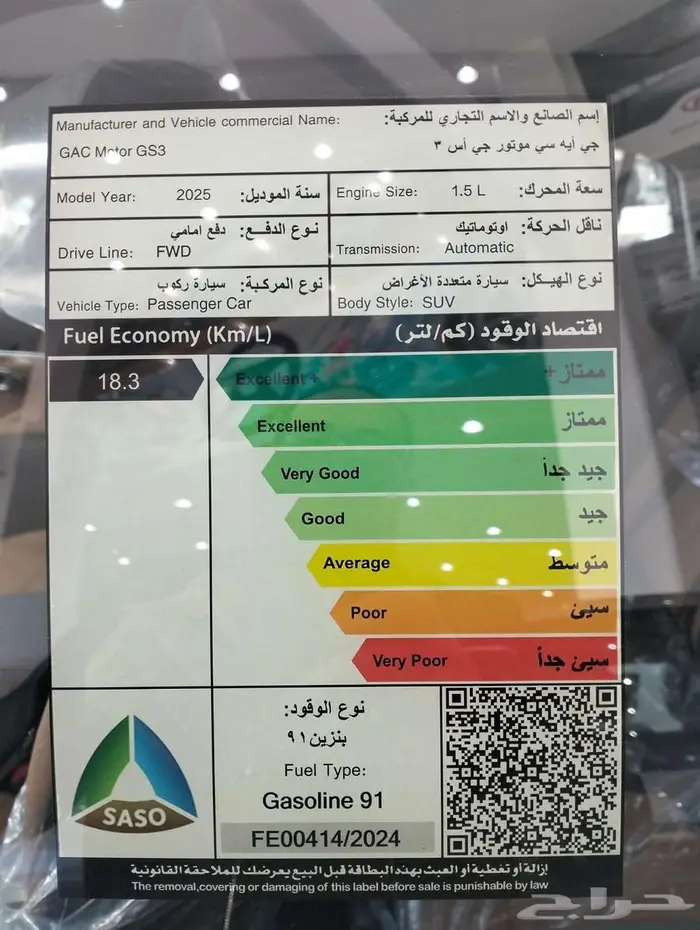 Manufacturer and Vehicle commercial Name: إسم الصانع والاسم التجاري للمركبة:
GAC Motor GS3 جي أيه سي موتور جي أس ٣
Model Year: 2025 سنة الموديل: Engine Size: 1.5 L سعة المحرك:
نوع الدفع: دفع امامي
Drive Line: FWD
ناقل الحركة: اوتوماتيك
Transmission: Automatic
نوع المركبة: سيارة ركوب
Vehicle Type: Passenger Car
نوع الهيكل: سيارة متعددة الأغراض
Body Style: SUV
Fuel Economy (Km/L) اقتصاد الوقود (كم/لتر)
18.3 Excellent + ممتاز +
Excellent ممتاز
Very Good جيد جداً
Good جيد
Average متوسط
Poor سيئ
Very Poor سيئ جداً
SASO
نوع الوقود:
بنزين ٩١
Fuel Type:
Gasoline 91
FE00414/2024
إزالة أو تغطية أو العبث بهذه البطاقة قبل البيع يعرضك للملاحقة القانونية
The removal,covering or damaging of this label before sale is punishable by law
حراج